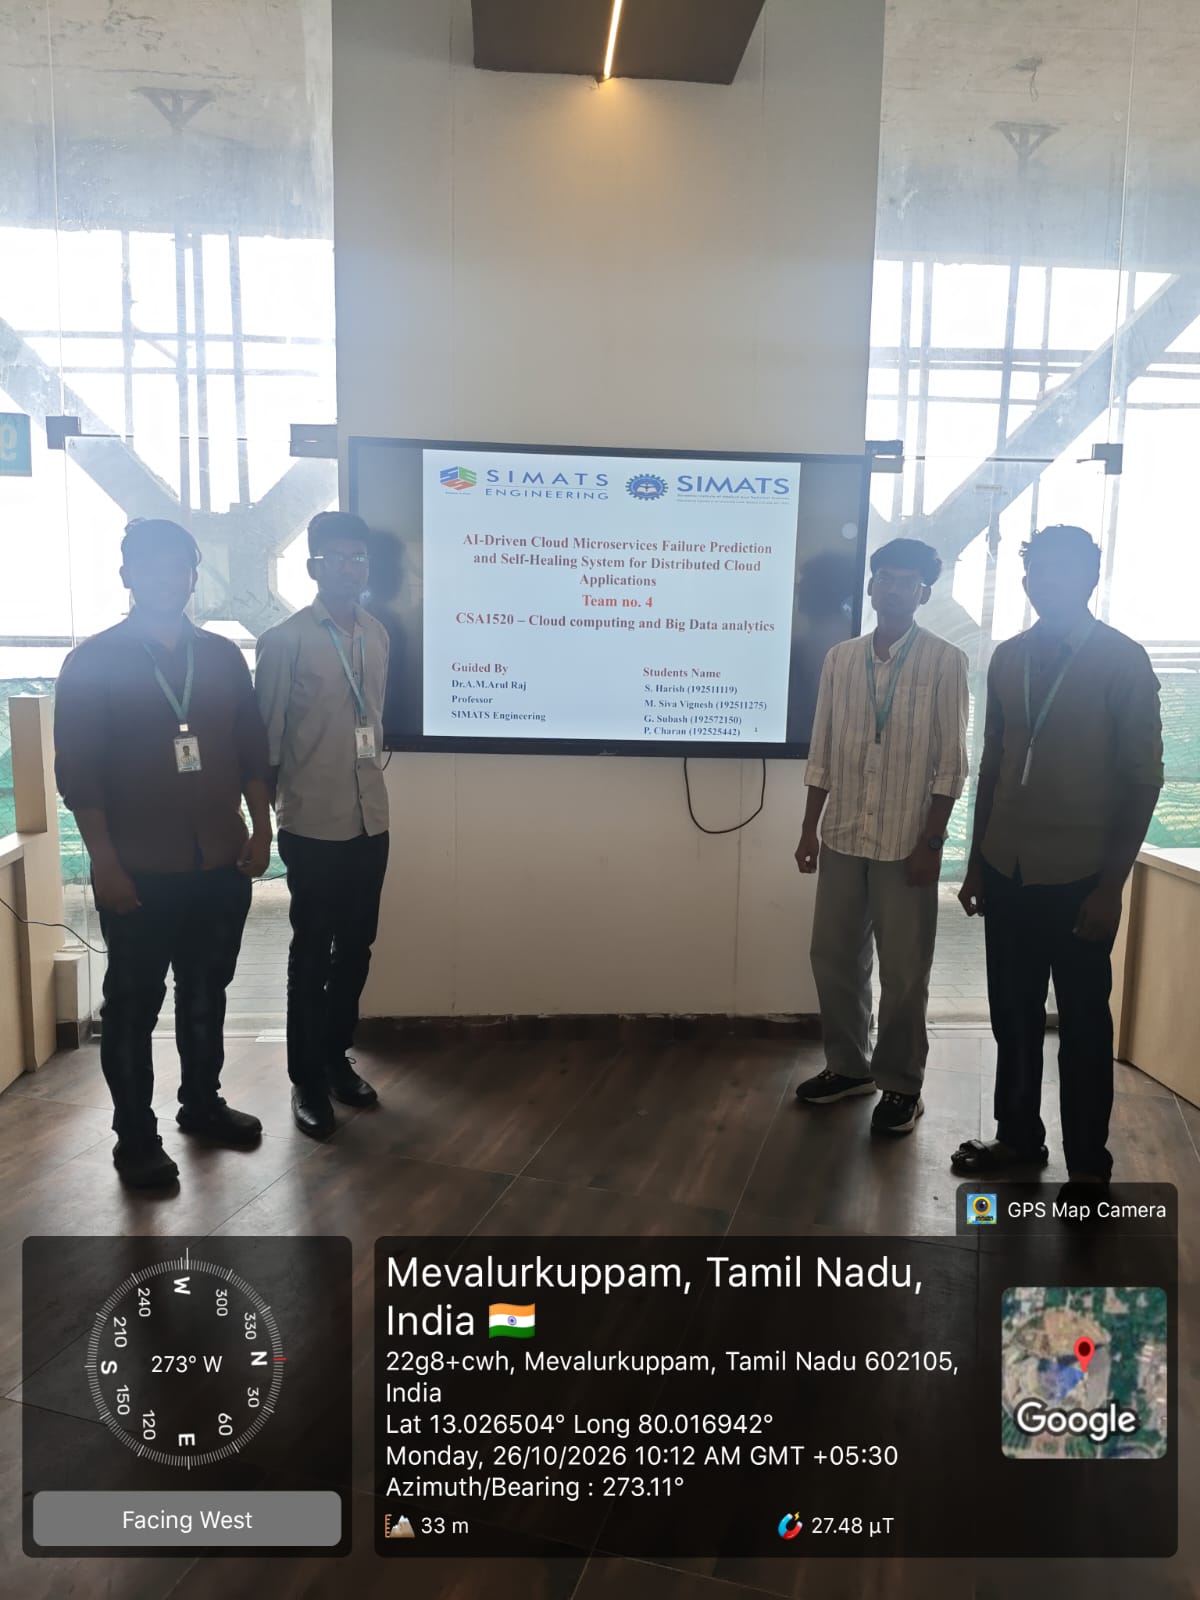 SIMATS
ENGINEERING
SIMATS
AI-Driven Cloud Microservices Failure Prediction
and Self-Healing System for Distributed Cloud
Applications
Team no. 4
CSA1520 – Cloud computing and Big Data analytics
Guided By
Dr.A.M.Arul Raj
Professor
SIMATS Engineering
Students Name
S. Harish (192511119)
M. Siva Vignesh (192511275)
G. Subash (192572150)
P. Charan (192525442)
1
GPS Map Camera
W
240
300
210
330
S
273° W
N
150
30
120
60
E
Facing West
Mevalurkuppam, Tamil Nadu,
India 🇮🇳
22g8+cwh, Mevalurkuppam, Tamil Nadu 602105,
India
Lat 13.026504° Long 80.016942°
Monday, 26/10/2026 10:12 AM GMT +05:30
Azimuth/Bearing : 273.11°
33 m
27.48 µT
Google